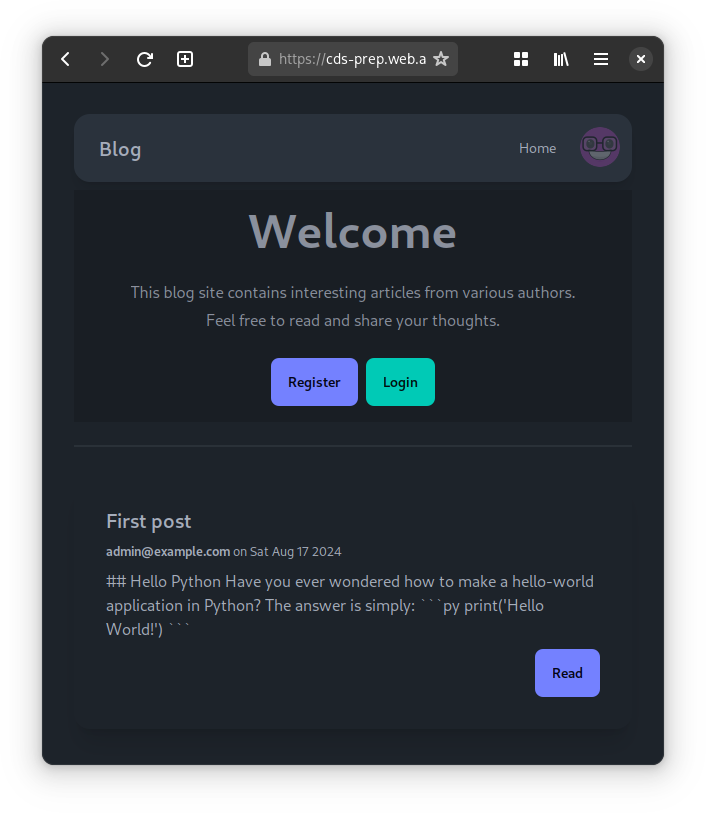 https://cds-prep.web.a
Blog
Home
Welcome
This blog site contains interesting articles from various authors.
Feel free to read and share your thoughts.
Register
Login
First post
admin@example.com on Sat Aug 17 2024
## Hello Python Have you ever wondered how to make a hello-world
application in Python? The answer is simply: ```py print('Hello
World!') ```
Read